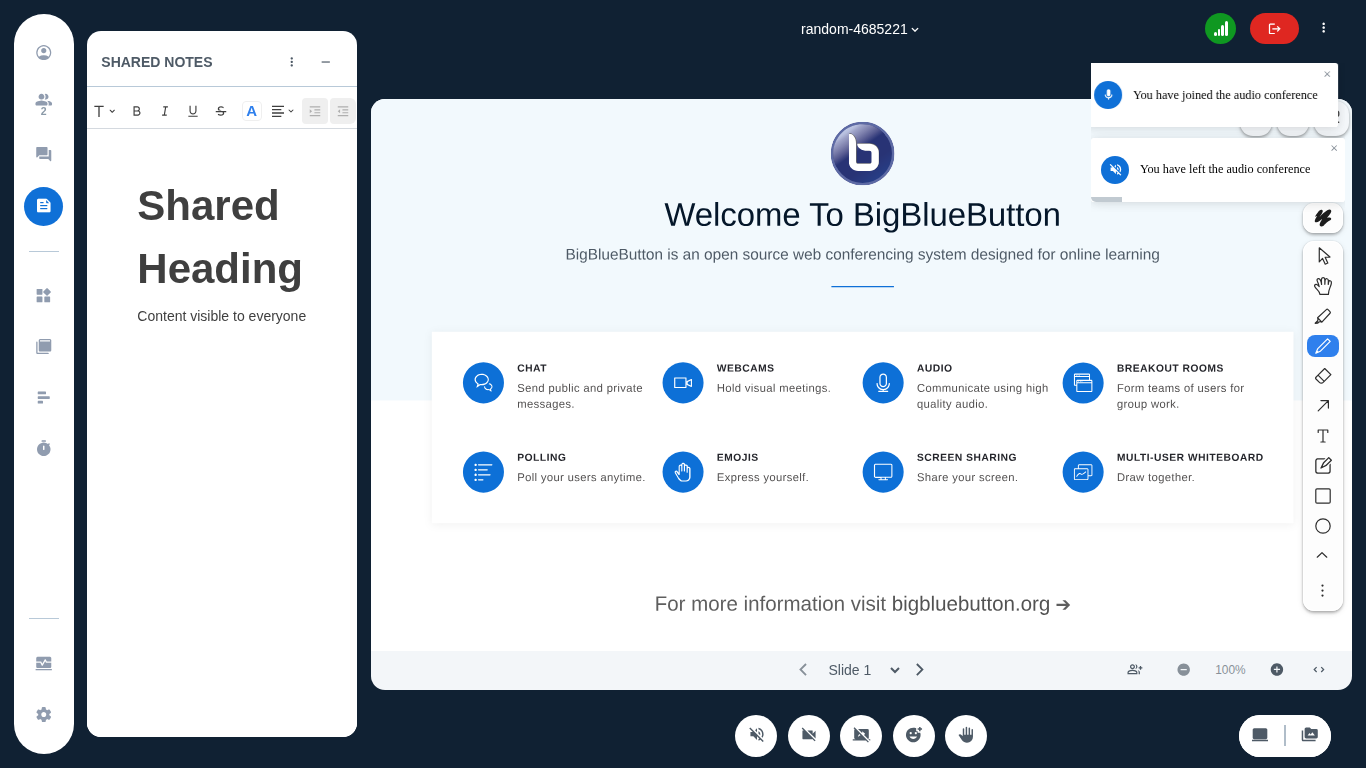 random-4685221
SHARED NOTES
2
Shared
Heading
Content visible to everyone
You have joined the audio conference
You have left the audio conference
Welcome To BigBlueButton
BigBlueButton is an open source web conferencing system designed for online learning
CHAT
Send public and private
messages.
WEBCAMS
Hold visual meetings.
AUDIO
Communicate using high
quality audio.
BREAKOUT ROOMS
Form teams of users for
group work.
POLLING
Poll your users anytime.
EMOJIS
Express yourself.
SCREEN SHARING
Share your screen.
MULTI-USER WHITEBOARD
Draw together.
For more information visit bigbluebutton.org ➔
Slide 1
100%